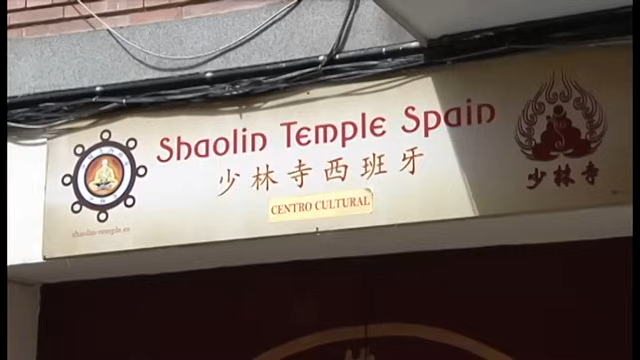 Shaolin Temple Spain
少林寺西班牙
CENTRO CULTURAL
shaolin-temple.es
少林寺